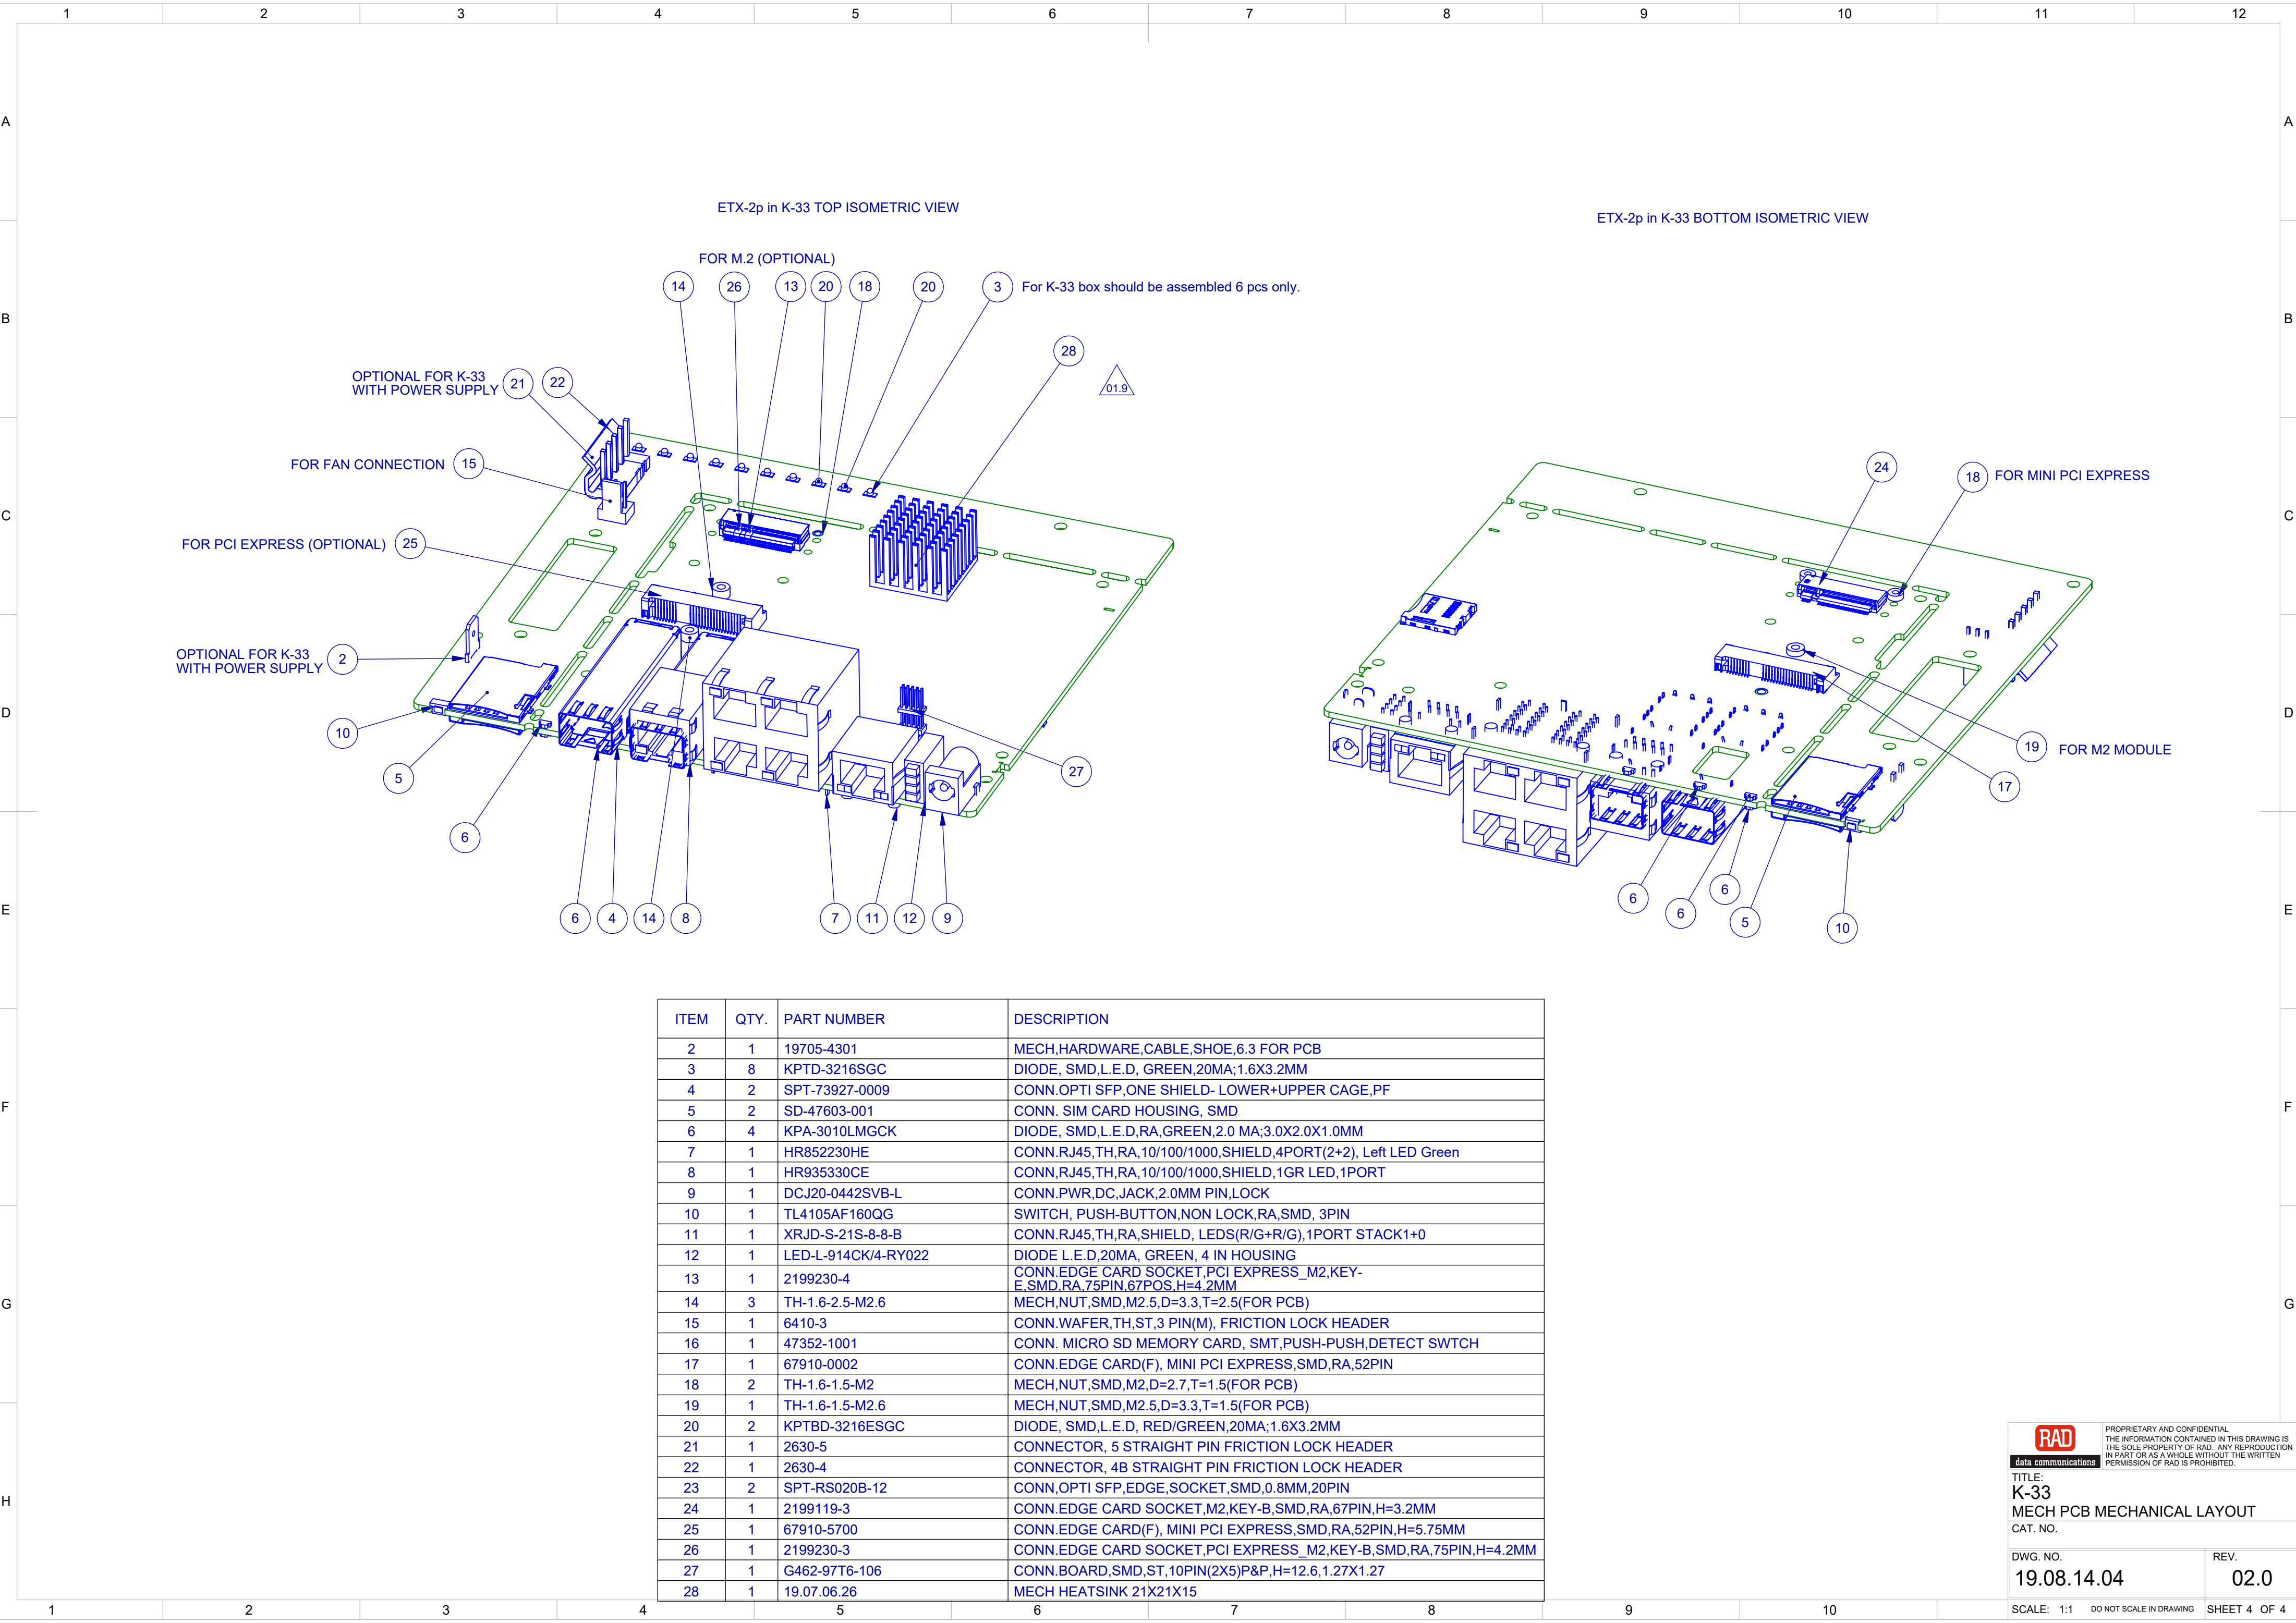 1 2 3 4 5 6 7 8 9 10 11 12
A A
B B
C C
D D
E E
F F
G G
H
ETX-2p in K-33 TOP ISOMETRIC VIEW
ETX-2p in K-33 BOTTOM ISOMETRIC VIEW
FOR M.2 (OPTIONAL)
14 26 13 20 18 20 3 For K-33 box should be assembled 6 pcs only.
28
01.9
OPTIONAL FOR K-33
WITH POWER SUPPLY 21 22
FOR FAN CONNECTION 15
FOR PCI EXPRESS (OPTIONAL) 25
OPTIONAL FOR K-33
WITH POWER SUPPLY 2
10
5
6
6 4 14 8 7 11 12 9
27
24
18 FOR MINI PCI EXPRESS
19 FOR M2 MODULE
17
6 6 6 5 10
ITEM QTY. PART NUMBER DESCRIPTION
2 1 19705-4301 MECH,HARDWARE,CABLE,SHOE,6.3 FOR PCB
3 8 KPTD-3216SGC DIODE, SMD,L.E.D, GREEN,20MA;1.6X3.2MM
4 2 SPT-73927-0009 CONN.OPTI SFP,ONE SHIELD- LOWER+UPPER CAGE,PF
5 2 SD-47603-001 CONN. SIM CARD HOUSING, SMD
6 4 KPA-3010LMGCK DIODE, SMD,L.E.D,RA,GREEN,2.0 MA;3.0X2.0X1.0MM
7 1 HR852230HE CONN.RJ45,TH,RA,10/100/1000,SHIELD,4PORT(2+2), Left LED Green
8 1 HR935330CE CONN,RJ45,TH,RA,10/100/1000,SHIELD,1GR LED,1PORT
9 1 DCJ20-0442SVB-L CONN.PWR,DC,JACK,2.0MM PIN,LOCK
10 1 TL4105AF160QG SWITCH, PUSH-BUTTON,NON LOCK,RA,SMD, 3PIN
11 1 XRJD-S-21S-8-8-B CONN.RJ45,TH,RA,SHIELD, LEDS(R/G+R/G),1PORT STACK1+0
12 1 LED-L-914CK/4-RY022 DIODE L.E.D,20MA, GREEN, 4 IN HOUSING
13 1 2199230-4 CONN.EDGE CARD SOCKET,PCI EXPRESS_M2,KEY-
E,SMD,RA,75PIN,67POS,H=4.2MM
14 3 TH-1.6-2.5-M2.6 MECH,NUT,SMD,M2.5,D=3.3,T=2.5(FOR PCB)
15 1 6410-3 CONN.WAFER,TH,ST,3 PIN(M), FRICTION LOCK HEADER
16 1 47352-1001 CONN. MICRO SD MEMORY CARD, SMT,PUSH-PUSH,DETECT SWTCH
17 1 67910-0002 CONN.EDGE CARD(F), MINI PCI EXPRESS,SMD,RA,52PIN
18 2 TH-1.6-1.5-M2 MECH,NUT,SMD,M2,D=2.7,T=1.5(FOR PCB)
19 1 TH-1.6-1.5-M2.6 MECH,NUT,SMD,M2.5,D=3.3,T=1.5(FOR PCB)
20 2 KPTBD-3216ESGC DIODE, SMD,L.E.D, RED/GREEN,20MA;1.6X3.2MM
21 1 2630-5 CONNECTOR, 5 STRAIGHT PIN FRICTION LOCK HEADER
22 1 2630-4 CONNECTOR, 4B STRAIGHT PIN FRICTION LOCK HEADER
23 2 SPT-RS020B-12 CONN,OPTI SFP,EDGE,SOCKET,SMD,0.8MM,20PIN
24 1 2199119-3 CONN.EDGE CARD SOCKET,M2,KEY-B,SMD,RA,67PIN,H=3.2MM
25 1 67910-5700 CONN.EDGE CARD(F), MINI PCI EXPRESS,SMD,RA,52PIN,H=5.75MM
26 1 2199230-3 CONN.EDGE CARD SOCKET,PCI EXPRESS_M2,KEY-B,SMD,RA,75PIN,H=4.2MM
27 1 G462-97T6-106 CONN.BOARD,SMD,ST,10PIN(2X5)P&P,H=12.6,1.27X1.27
28 1 19.07.06.26 MECH HEATSINK 21X21X15
RAD
data communications
PROPRIETARY AND CONFIDENTIAL
THE INFORMATION CONTAINED IN THIS DRAWING IS
THE SOLE PROPERTY OF RAD. ANY REPRODUCTION
IN PART OR AS A WHOLE WITHOUT THE WRITTEN
PERMISSION OF RAD IS PROHIBITED.
TITLE:
K-33
MECH PCB MECHANICAL LAYOUT
CAT. NO.
DWG. NO. REV.
19.08.14.04 02.0
SCALE: 1:1 DO NOT SCALE IN DRAWING SHEET 4 OF 4
1 2 3 4 5 6 7 8 9 10